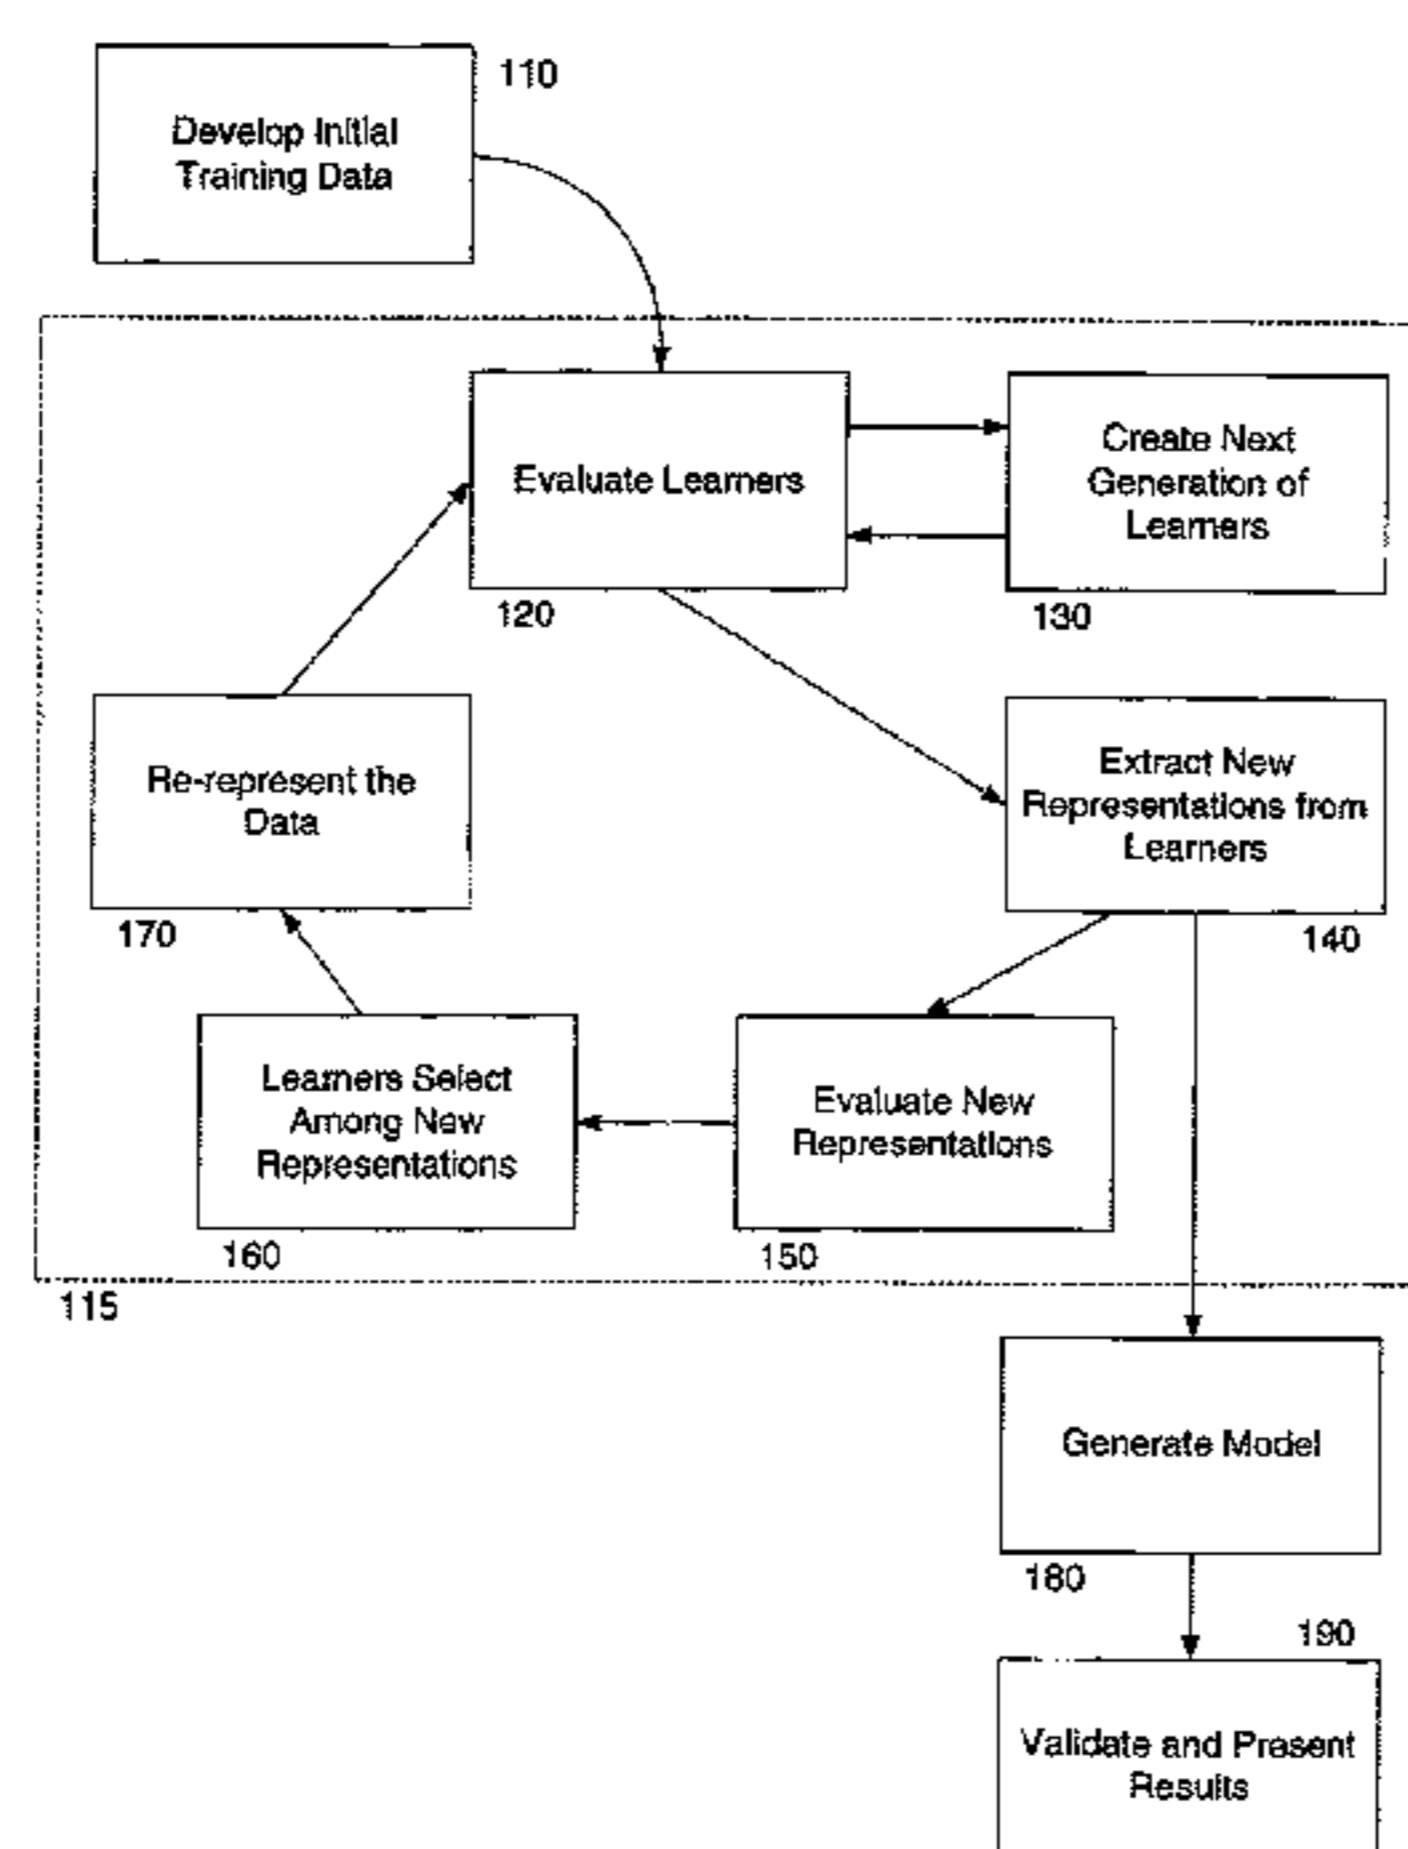 110
Develop Initial
Training Data
Evaluate Learners
Create Next
Generation of
Learners
120
130
Re-represent the
Data
Extract New
Representations from
Learners
170
140
Learners Select
Among New
Representations
Evaluate New
Representations
160
150
115
Generate Model
180
190
Validate and Present
Results